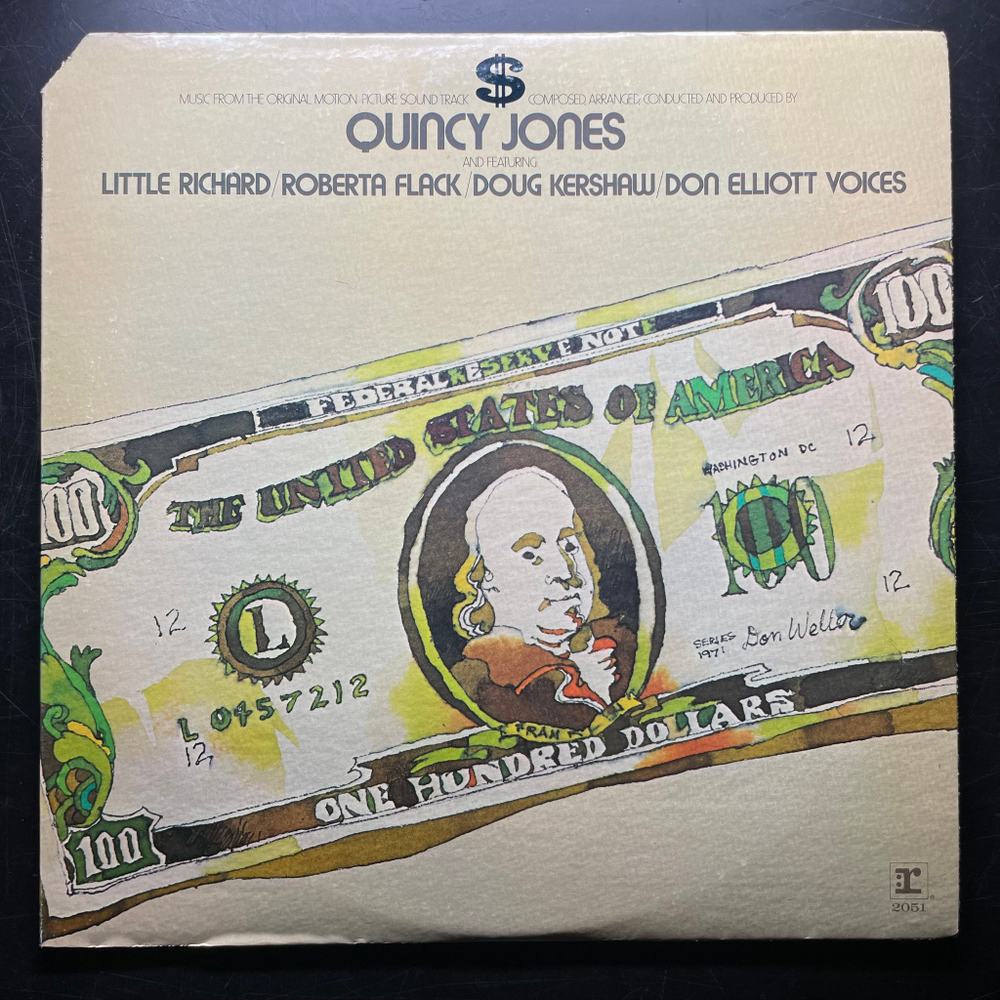 $
MUSIC FROM THE ORIGINAL MOTION PICTURE SOUND TRACK COMPOSED, ARRANGED, CONDUCTED AND PRODUCED BY
QUINCY JONES
AND FEATURING
LITTLE RICHARD/ROBERTA FLACK/DOUG KERSHAW/DON ELLIOTT VOICES
100
FEDERAL RESERVE NOTE
THE UNITED STATES OF AMERICA
WASHINGTON DC 12
100
100
12 L
12
SERIES
1971 Don Weller
L 0457212
12
FRAN
ONE HUNDRED DOLLARS
100
r
2051